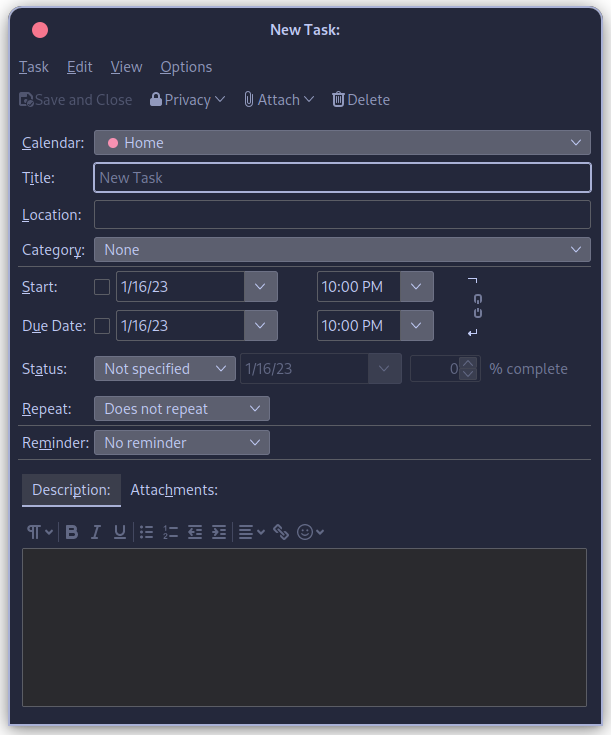 New Task:
Task Edit View Options
Save and Close Privacy Attach Delete
Calendar: Home
Title: New Task
Location:
Category: None
Start: 1/16/23 10:00 PM
Due Date: 1/16/23 10:00 PM
Status: Not specified 1/16/23 0 % complete
Repeat: Does not repeat
Reminder: No reminder
Description: Attachments:
B I U